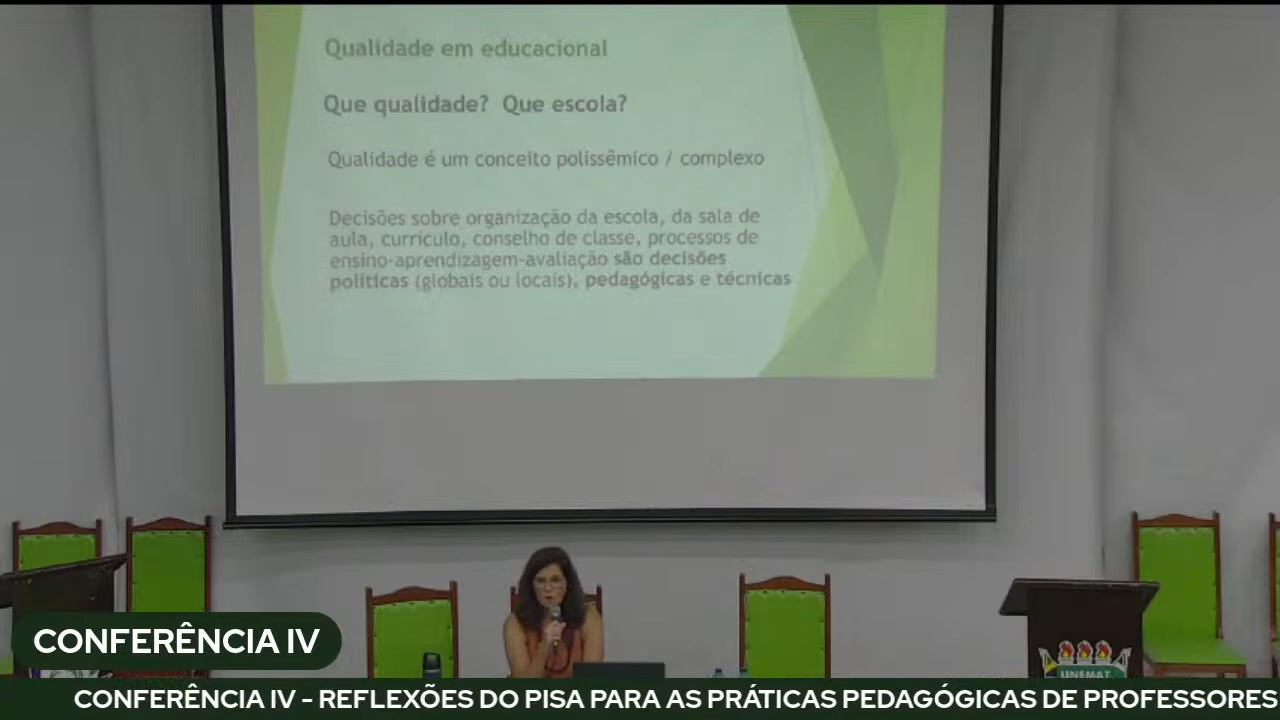 Qualidade em educacional
Que qualidade? Que escola?
Qualidade é um conceito polissêmico / complexo
Decisões sobre organização da escola, da sala de
aula, currículo, conselho de classe, processos de
ensino-aprendizagem-avaliação são decisões
políticas (globais ou locais), pedagógicas e técnicas
CONFERÊNCIA IV
UNEMAT
CONFERÊNCIA IV - REFLEXÕES DO PISA PARA AS PRÁTICAS PEDAGÓGICAS DE PROFESSORES